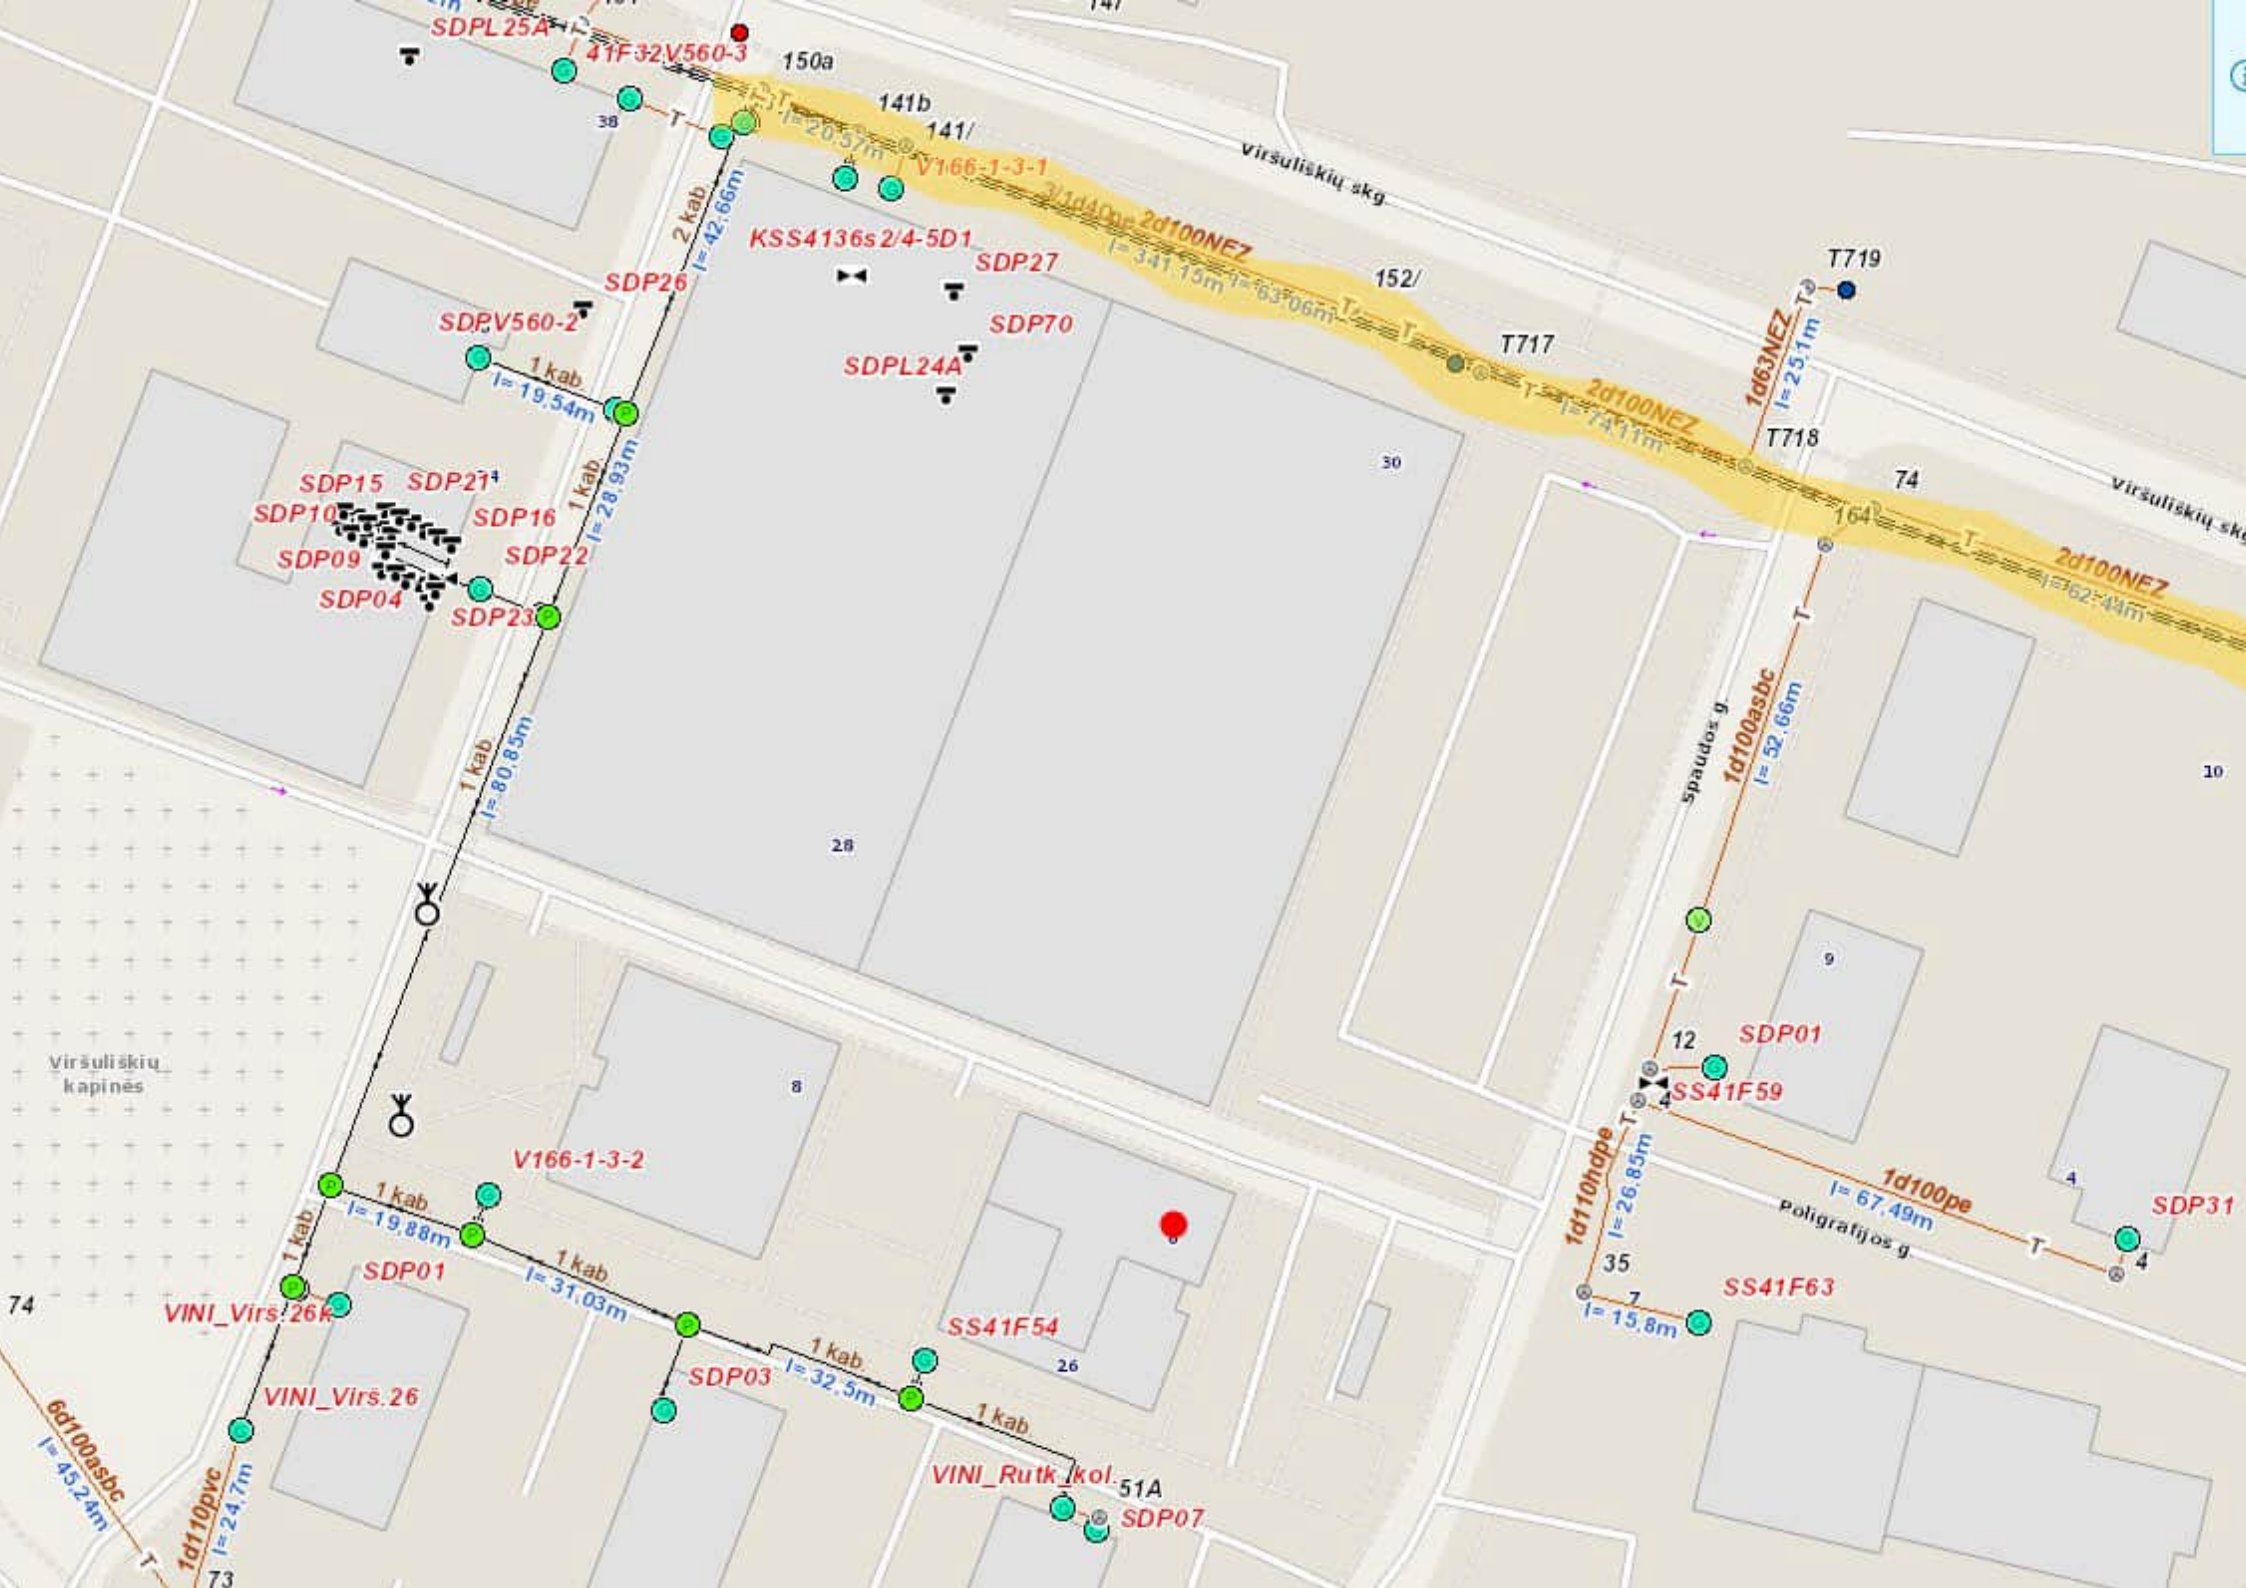 147
SDPL25A
41F32V560-3
150a
38
T
141b
141/
l= 20,57m
V166-1-3-1
Viršuliškių skg.
2 kab
l= 42,66m
3/1d40pe
2d100NEZ
l= 341,15m
l= 63,06m
KSS4136s2/4-5D1
SDP27
SDP26
152/
T719
SDPV560-2
SDP70
SDPL24A
T717
1d63NEZ
l= 25,1m
1 kab
l= 19,54m
2d100NEZ
l= 74,11m
T718
30
1 kab
l= 28,93m
SDP15
SDP21
SDP10
SDP16
74
164
Viršuliškių skg.
SDP09
SDP22
2d100NEZ
l= 62,44m
SDP04
SDP23
1 kab
l= 80,85m
Spaudos g.
1d100asbc
l= 52,66m
10
28
9
Viršuliškių
kapinės
8
12
SDP01
SS41F59
4
V166-1-3-2
1 kab
l= 19,88m
1d110hdpe
l= 26,85m
1d100pe
l= 67,49m
Poligrafijos g.
4
SDP31
4
1 kab
SDP01
1 kab
l= 31,03m
VINI_Virš.26k
74
35
7
l= 15,8m
SS41F63
SS41F54
1 kab
l= 32,5m
26
SDP03
VINI_Virš.26
1 kab
6d100asbc
l= 45,24m
VINI_Rutk_kol.
51A
SDP07
1d110pvc
l= 24,7m
T
73